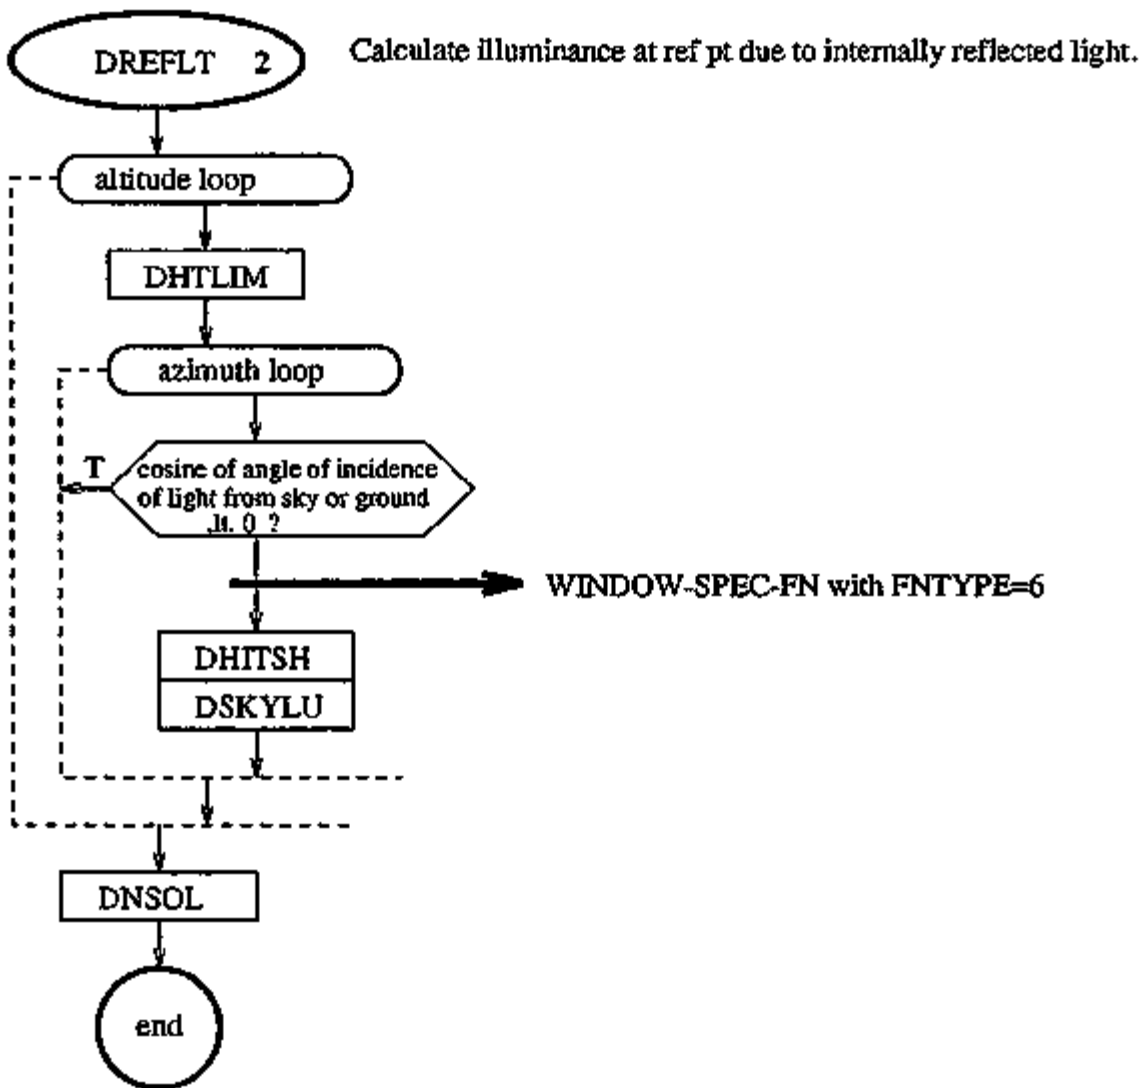 DREFLT 2
Calculate illuminance at ref pt due to internally reflected light.
altitude loop
DHTLIM
azimuth loop
T
cosine of angle of incidence
of light from sky or ground
.lt. 0 ?
WINDOW-SPEC-FN with FNTYPE=6
DHITSH
DSKYLU
DNSOL
end